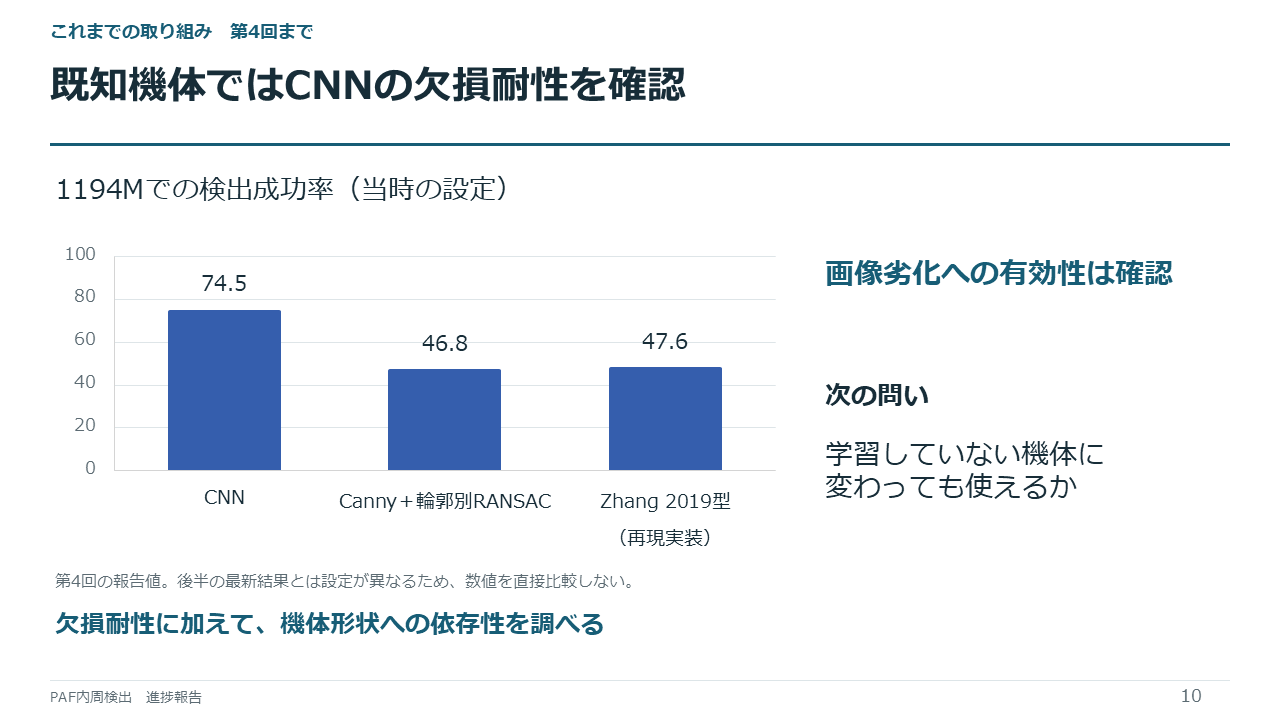 これまでの取り組み　第4回まで
既知機体ではCNNの欠損耐性を確認
1194Mでの検出成功率（当時の設定）
100
80
60
40
20
0
74.5
46.8
47.6
CNN
Canny＋輪郭別RANSAC
Zhang 2019型
（再現実装）
画像劣化への有効性は確認
次の問い
学習していない機体に
変わっても使えるか
第4回の報告値。後半の最新結果とは設定が異なるため、数値を直接比較しない。
欠損耐性に加えて、機体形状への依存性を調べる
PAF内周検出　進捗報告
10